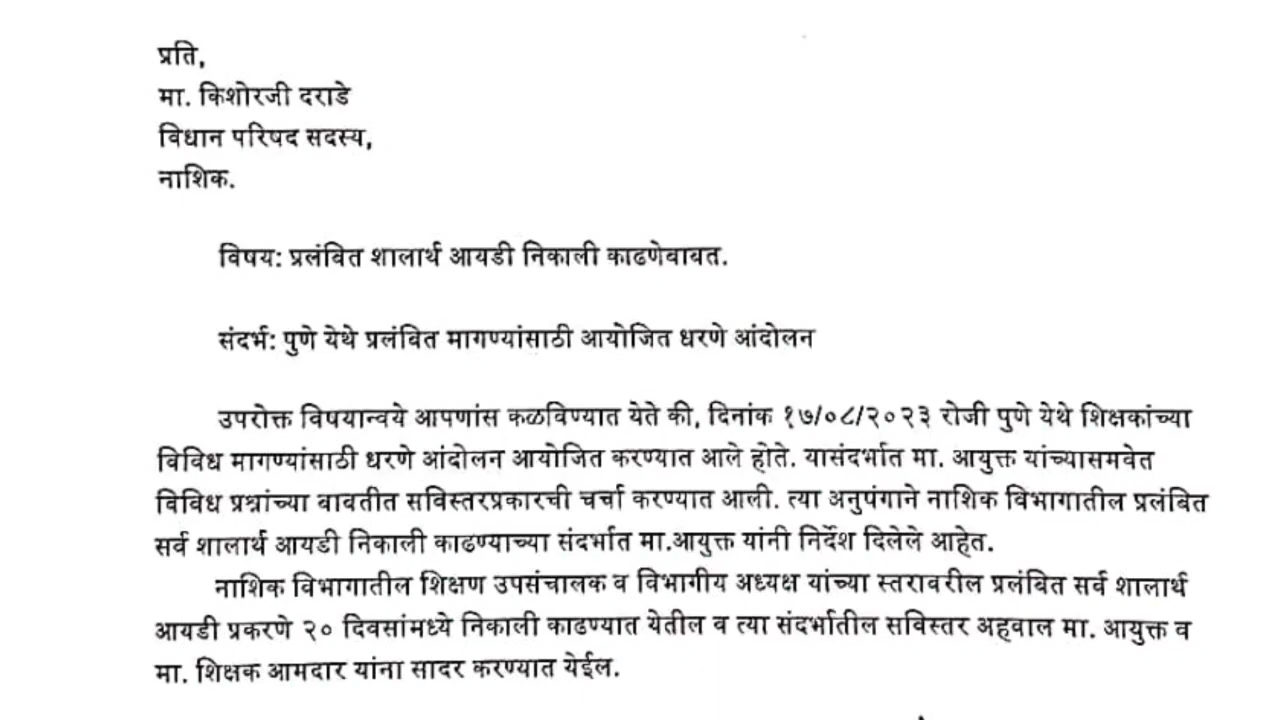 प्रति,
मा. किशोरजी दराडे
विधान परिषद सदस्य,
नाशिक.
विषय: प्रलंबित शालार्थ आयडी निकाली काढणेबाबत.
संदर्भ: पुणे येथे प्रलंबित मागण्यांसाठी आयोजित धरणे आंदोलन
उपरोक्त विषयान्वये आपणांस कळविण्यात येते की, दिनांक १७/०८/२०२३ रोजी पुणे येथे शिक्षकांच्या
विविध मागण्यांसाठी धरणे आंदोलन आयोजित करण्यात आले होते. यासंदर्भात मा. आयुक्त यांच्यासमवेत
विविध प्रश्नांच्या बाबतीत सविस्तरप्रकारची चर्चा करण्यात आली. त्या अनुषंगाने नाशिक विभागातील प्रलंबित
सर्व शालार्थ आयडी निकाली काढण्याच्या संदर्भात मा.आयुक्त यांनी निर्देश दिलेले आहेत.
नाशिक विभागातील शिक्षण उपसंचालक व विभागीय अध्यक्ष यांच्या स्तरावरील प्रलंबित सर्व शालार्थ
आयडी प्रकरणे २० दिवसांमध्ये निकाली काढण्यात येतील व त्या संदर्भातील सविस्तर अहवाल मा. आयुक्त व
मा. शिक्षक आमदार यांना सादर करण्यात येईल.